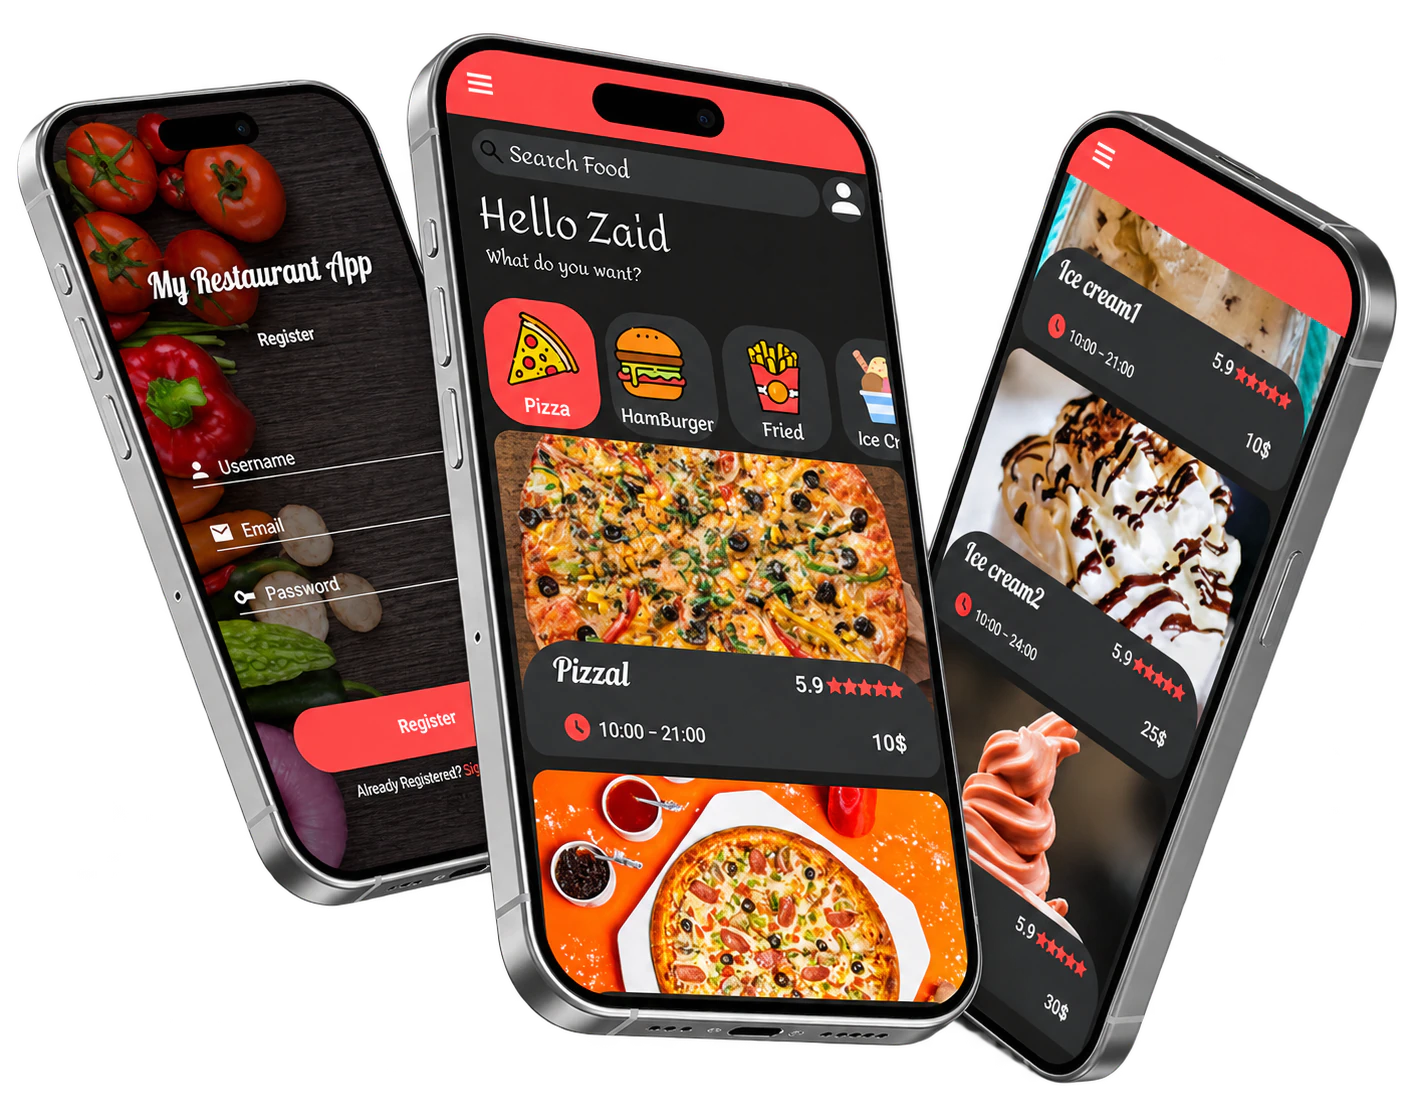 My Restaurant App
Register
Username
Email
Password
Register
Already Registered?
Search Food
Hello Zaid
What do you want?
Pizza
HamBurger
Fried
Ice Cr
Pizza1
5.9
10:00 - 21:00
10$
Ice cream1
10:00 - 21:00
5.9
10$
Ice cream2
10:00 - 24:00
5.9
25$
5.9
30$